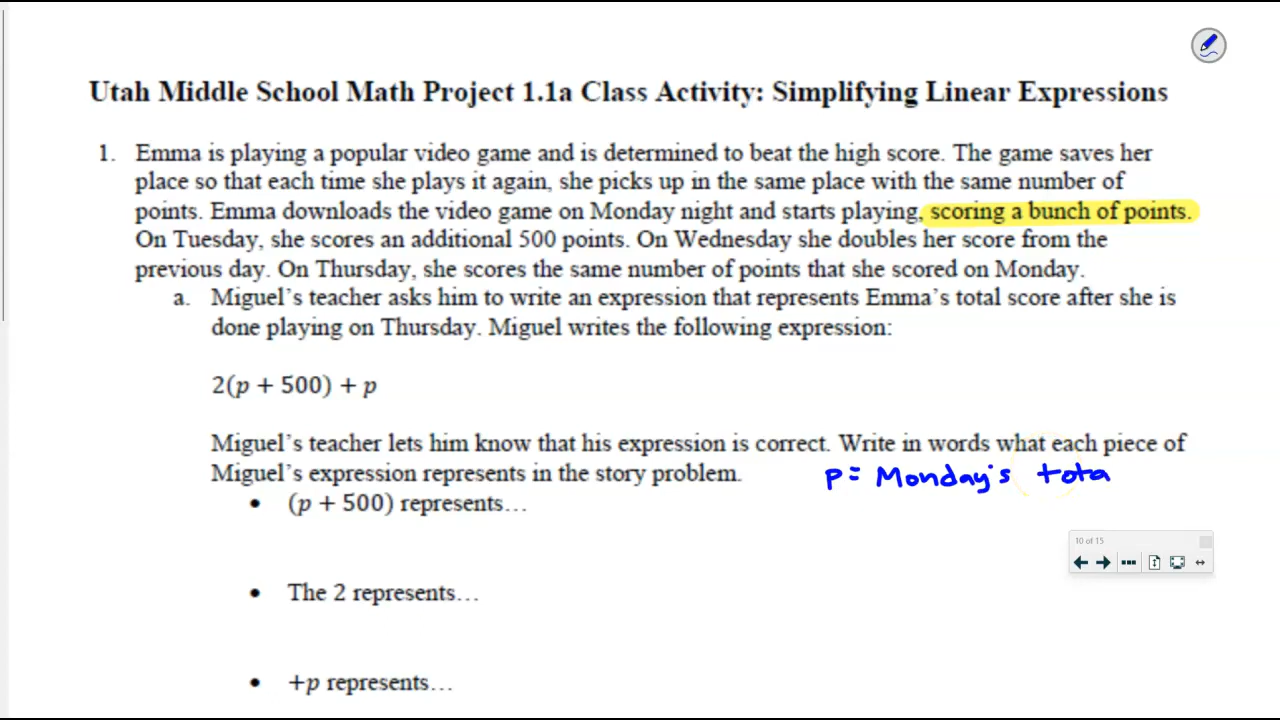 Utah Middle School Math Project 1.1a Class Activity: Simplifying Linear Expressions
1. Emma is playing a popular video game and is determined to beat the high score. The game saves her
place so that each time she plays it again, she picks up in the same place with the same number of
points. Emma downloads the video game on Monday night and starts playing, scoring a bunch of points.
On Tuesday, she scores an additional 500 points. On Wednesday she doubles her score from the
previous day. On Thursday, she scores the same number of points that she scored on Monday.
a. Miguel's teacher asks him to write an expression that represents Emma's total score after she is
done playing on Thursday. Miguel writes the following expression:
2(p + 500) + p
Miguel's teacher lets him know that his expression is correct. Write in words what each piece of
Miguel's expression represents in the story problem.
p = Monday's tota
• (p + 500) represents…
10 of 15
• The 2 represents…
• +p represents…